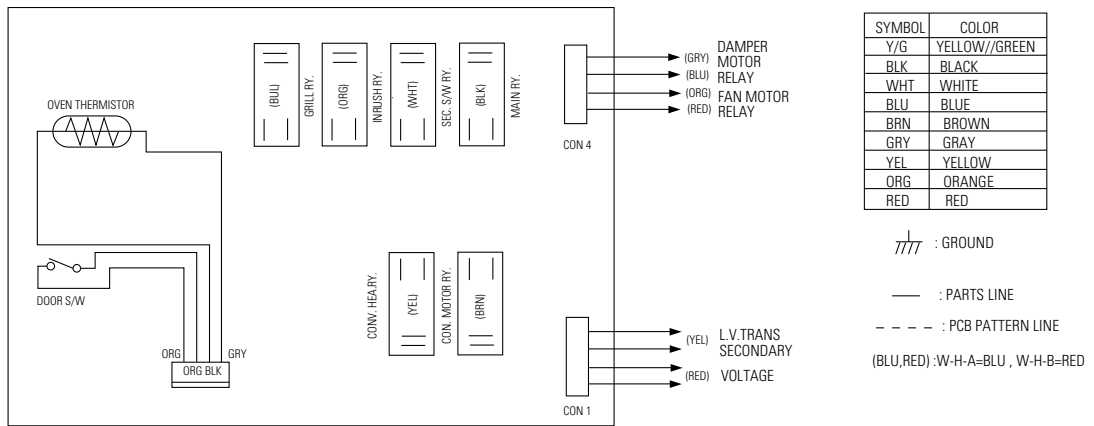 OVEN THERMISTOR
DOOR S/W
ORG
GRY
ORG BLK
(BUL)
GRILL RY.
(ORG)
INRUSH RY.
(WHT)
SEC. S/W RY.
(BLK)
MAIN RY.
CONV. HEA.RY.
(YEL)
CON. MOTOR RY.
(BRN)
CON 4
(GRY) DAMPER
MOTOR
(BLU) RELAY
(ORG) FAN MOTOR
(RED) RELAY
CON 1
(YEL) L.V.TRANS
SECONDARY
(RED) VOLTAGE
SYMBOL COLOR
Y/G YELLOW//GREEN
BLK BLACK
WHT WHITE
BLU BLUE
BRN BROWN
GRY GRAY
YEL YELLOW
ORG ORANGE
RED RED
: GROUND
: PARTS LINE
: PCB PATTERN LINE
(BLU,RED) :W-H-A=BLU , W-H-B=RED